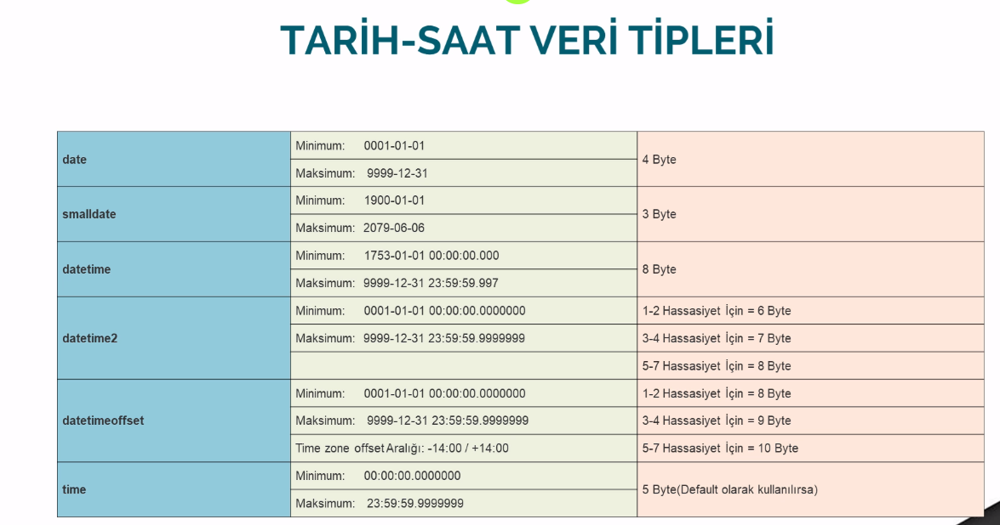 TARİH-SAAT VERİ TİPLERİ
date
Minimum: 0001-01-01
Maksimum: 9999-12-31
4 Byte
smalldate
Minimum: 1900-01-01
Maksimum: 2079-06-06
3 Byte
datetime
Minimum: 1753-01-01 00:00:00.000
Maksimum: 9999-12-31 23:59:59.997
8 Byte
datetime2
Minimum: 0001-01-01 00:00:00.0000000
1-2 Hassasiyet İçin = 6 Byte
Maksimum: 9999-12-31 23:59:59.9999999
3-4 Hassasiyet İçin = 7 Byte
5-7 Hassasiyet İçin = 8 Byte
datetimeoffset
Minimum: 0001-01-01 00:00:00.0000000
1-2 Hassasiyet İçin = 8 Byte
Maksimum: 9999-12-31 23:59:59.9999999
3-4 Hassasiyet İçin = 9 Byte
Time zone offset Aralığı: -14:00 / +14:00
5-7 Hassasiyet İçin = 10 Byte
time
Minimum: 00:00:00.0000000
Maksimum: 23:59:59.9999999
5 Byte(Default olarak kullanılırsa)